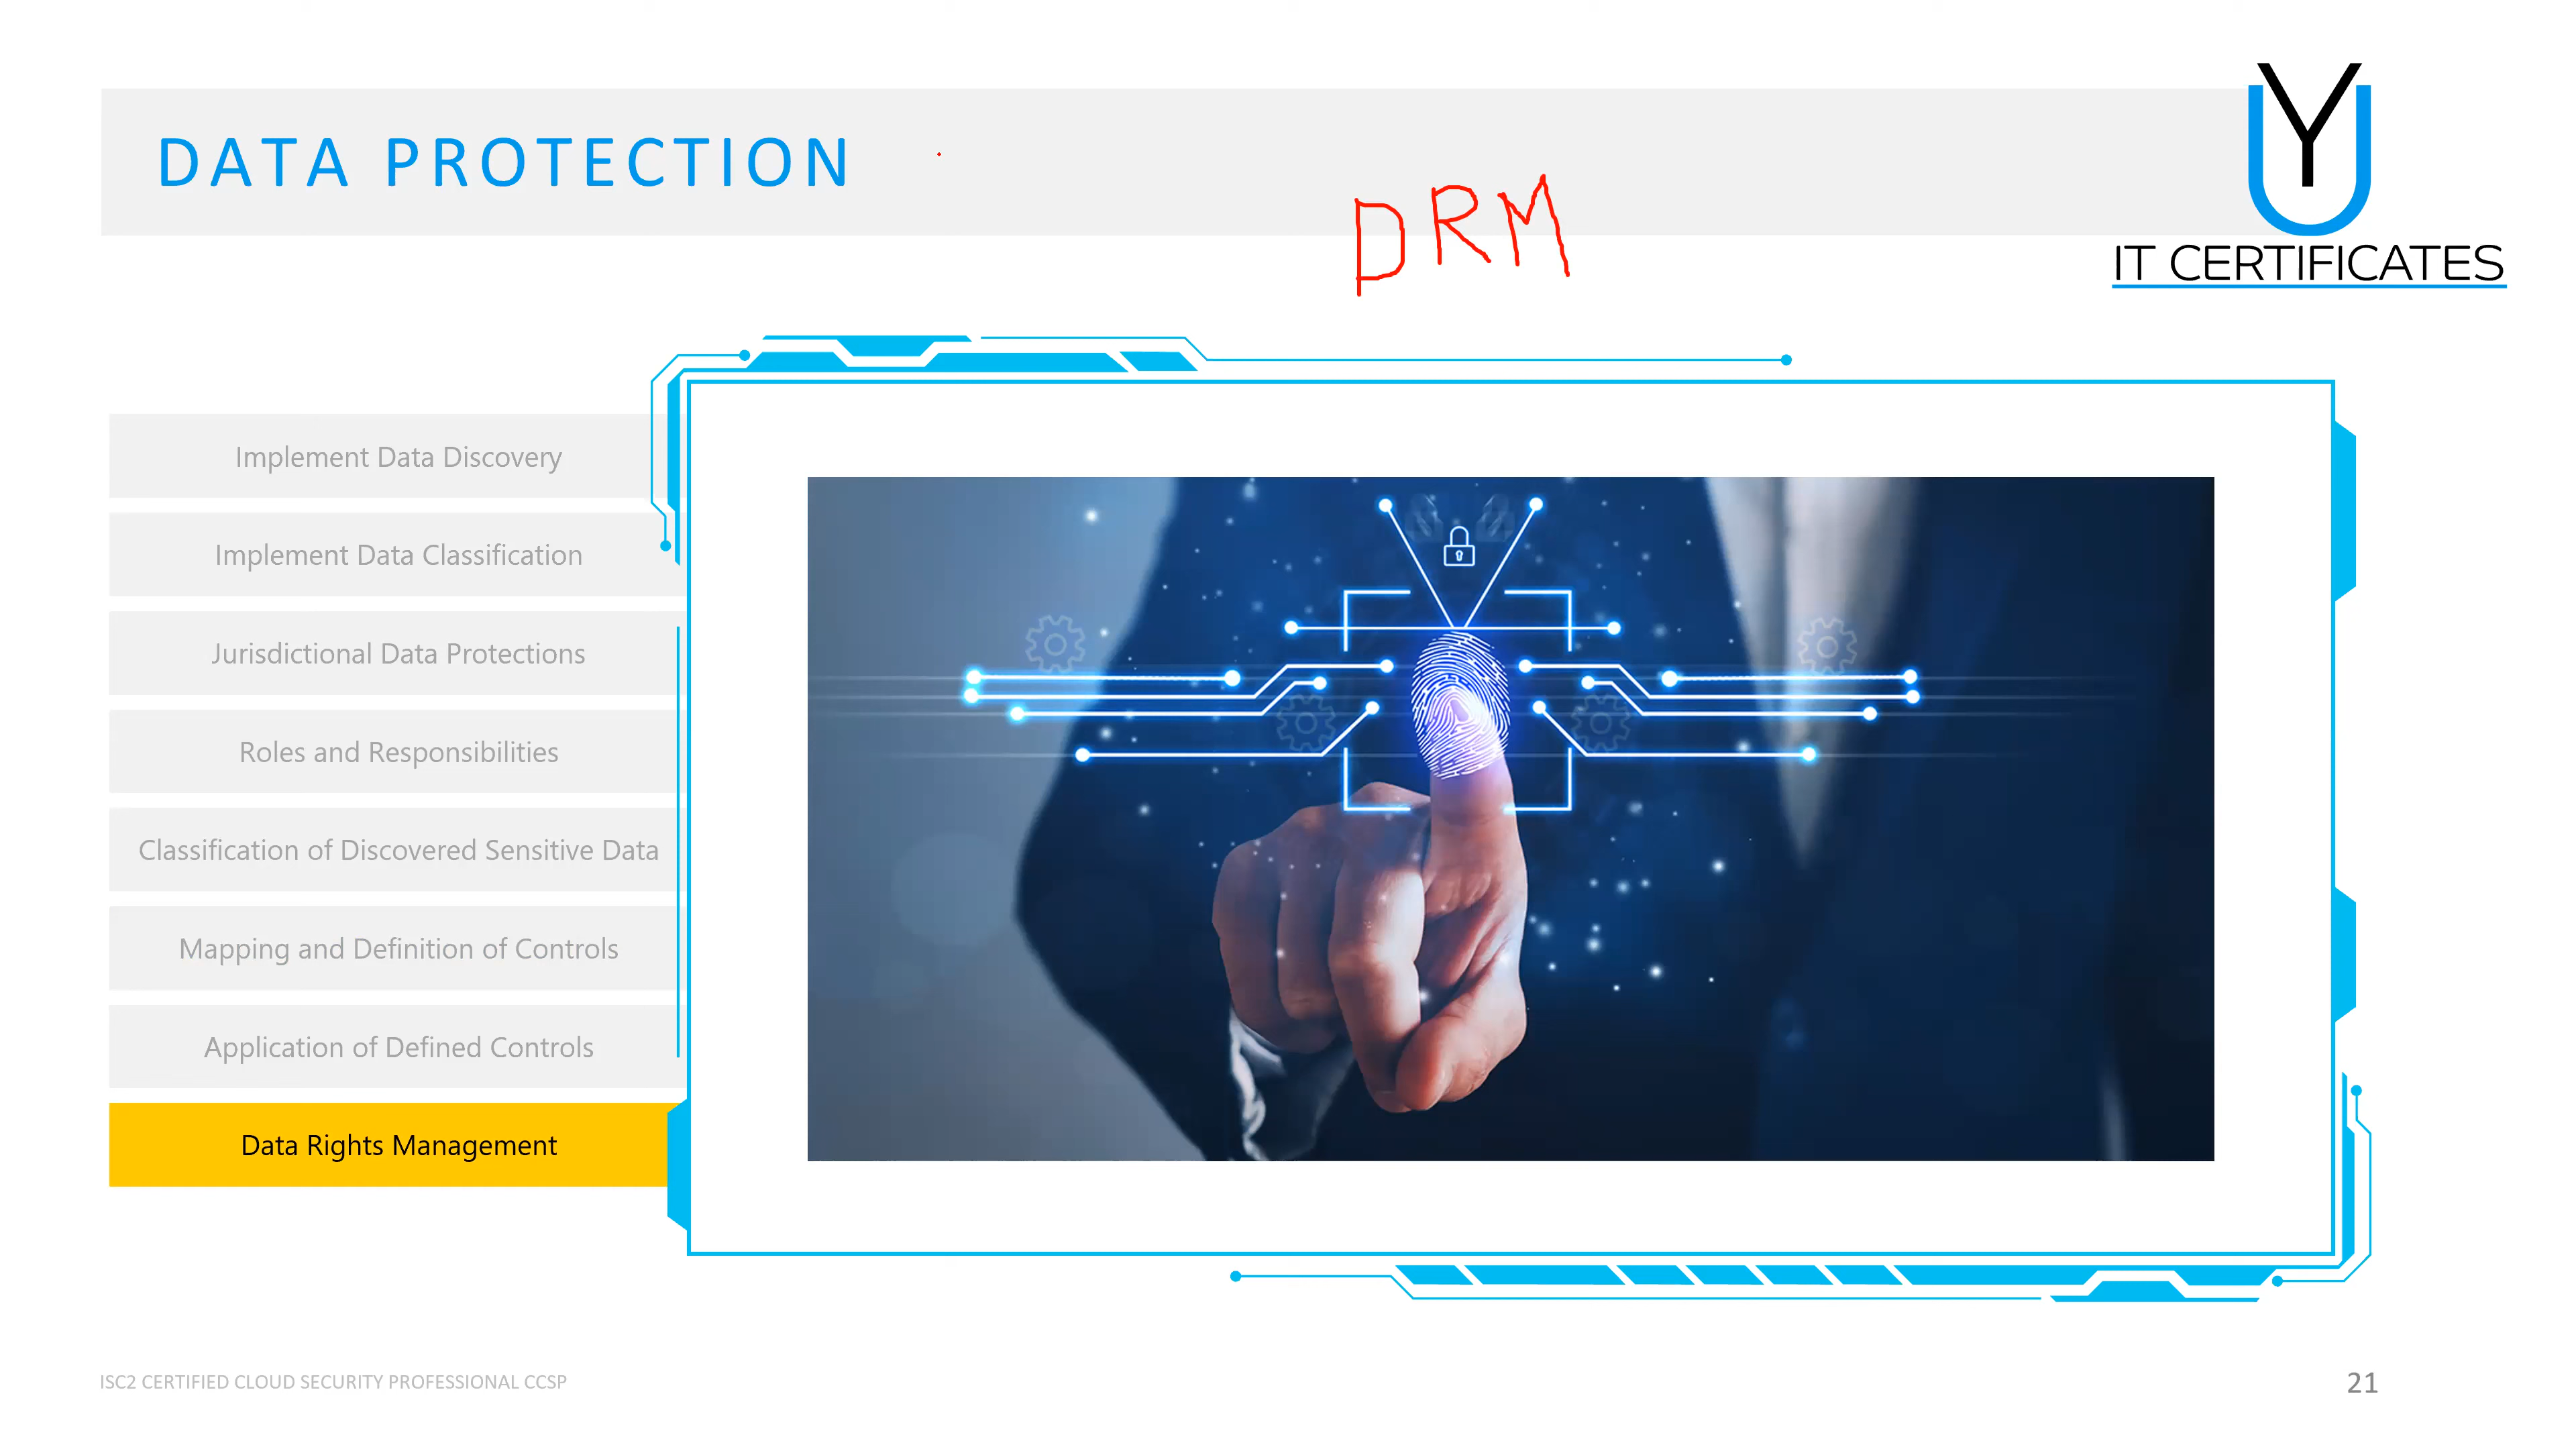 DATA PROTECTION
DRM
UY
IT CERTIFICATES
Implement Data Discovery
Implement Data Classification
Jurisdictional Data Protections
Roles and Responsibilities
Classification of Discovered Sensitive Data
Mapping and Definition of Controls
Application of Defined Controls
Data Rights Management
ISC2 CERTIFIED CLOUD SECURITY PROFESSIONAL CCSP
21